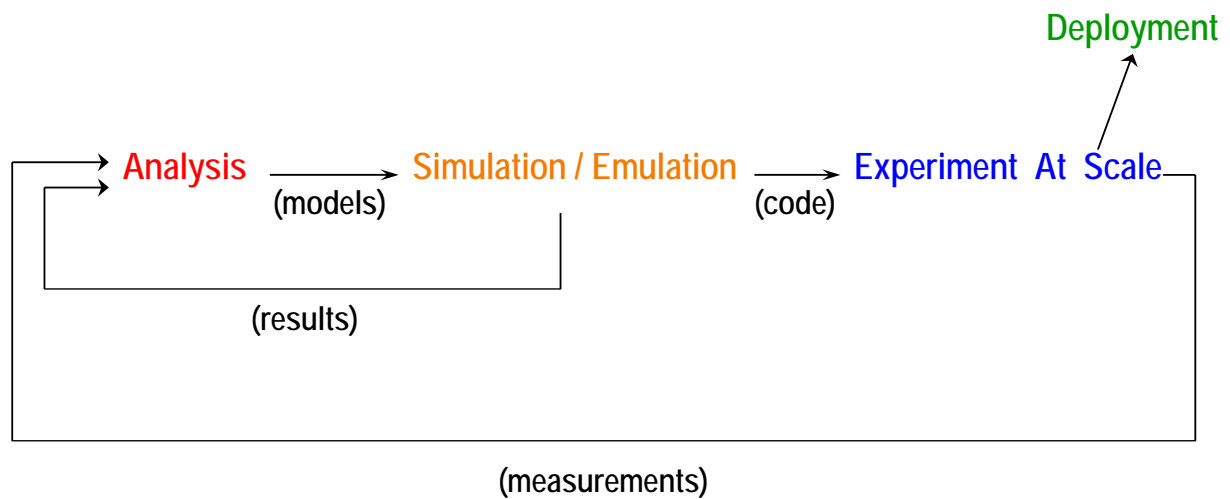 Deployment
Analysis
(models)
Simulation / Emulation
(code)
Experiment At Scale
(results)
(measurements)